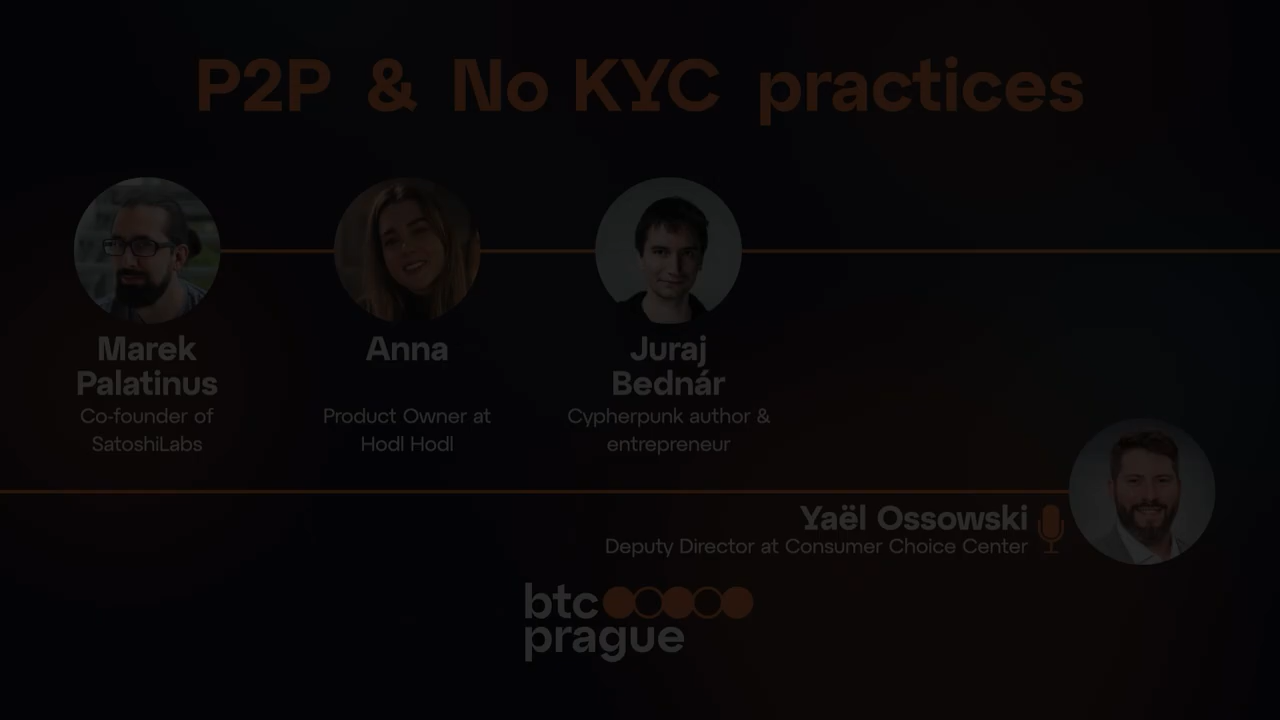 P2P & No KYC practices
Marek
Palatinus
Co-founder of
SatoshiLabs
Anna
Product Owner at
Hodl Hodl
Juraj
Bednár
Cypherpunk author &
entrepreneur
Yaël Ossowski
Deputy Director at Consumer Choice Center
btc
prague